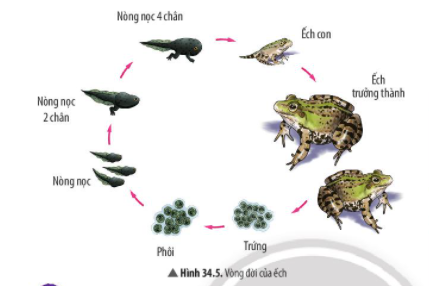 Nòng nọc 4 chân
Ếch con
Ếch
trưởng thành
Nòng nọc
2 chân
Nòng nọc
Phôi
Trứng
▲ Hình 34.5. Vòng đời của ếch